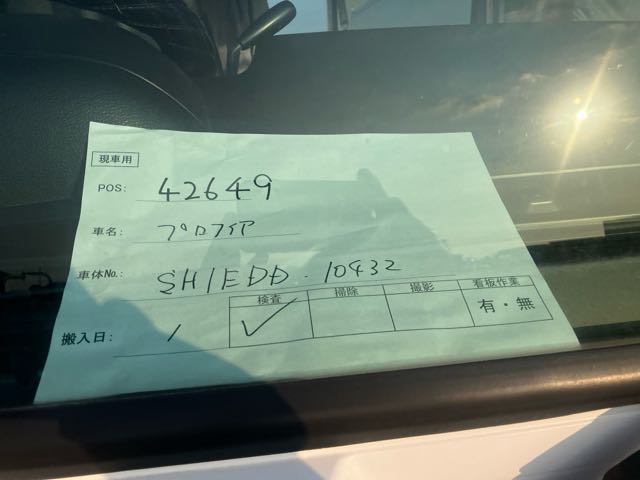 現車用
POS: 42649
車名: プロフィア
車体No.: SH1EDD-10432
検査 掃除 撮影 看板作業
搬入日: / ✓ 有・無